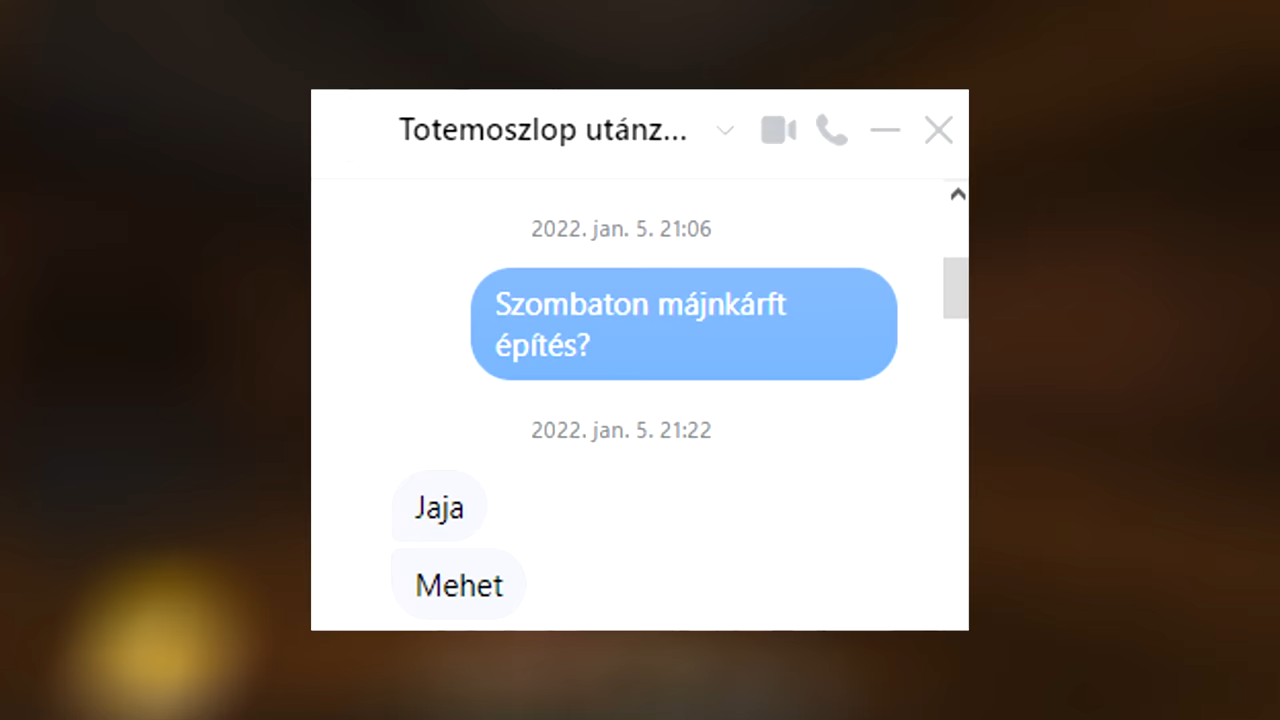 Totemoszlop utánz...
2022. jan. 5. 21:06
Szombaton májnkárft
építés?
2022. jan. 5. 21:22
Jaja
Mehet